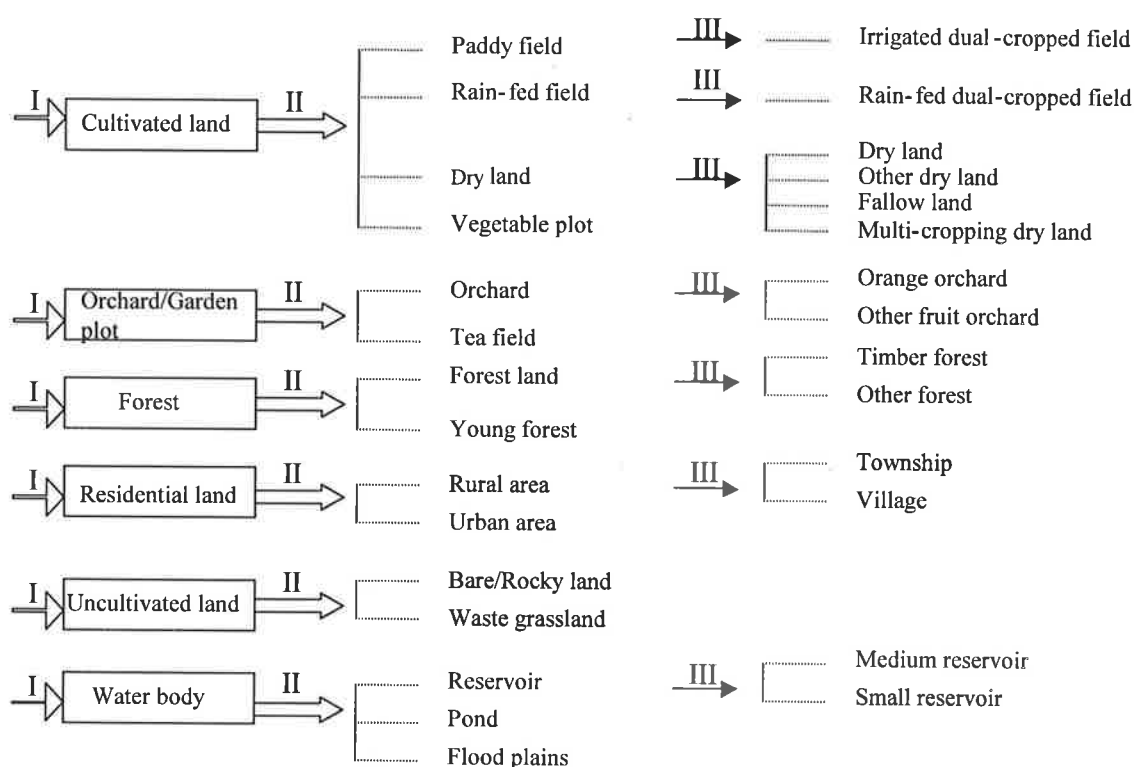 I
Cultivated land
II
Paddy field
III
Irrigated dual-cropped field
Rain-fed field
III
Rain-fed dual-cropped field
Dry land
III
Dry land
Other dry land
Fallow land
Multi-cropping dry land
Vegetable plot
I
Orchard/Garden
plot
II
Orchard
Tea field
III
Orange orchard
Other fruit orchard
I
Forest
II
Forest land
Young forest
III
Timber forest
Other forest
I
Residential land
II
Rural area
Urban area
III
Township
Village
I
Uncultivated land
II
Bare/Rocky land
Waste grassland
I
Water body
II
Reservoir
Pond
Flood plains
III
Medium reservoir
Small reservoir